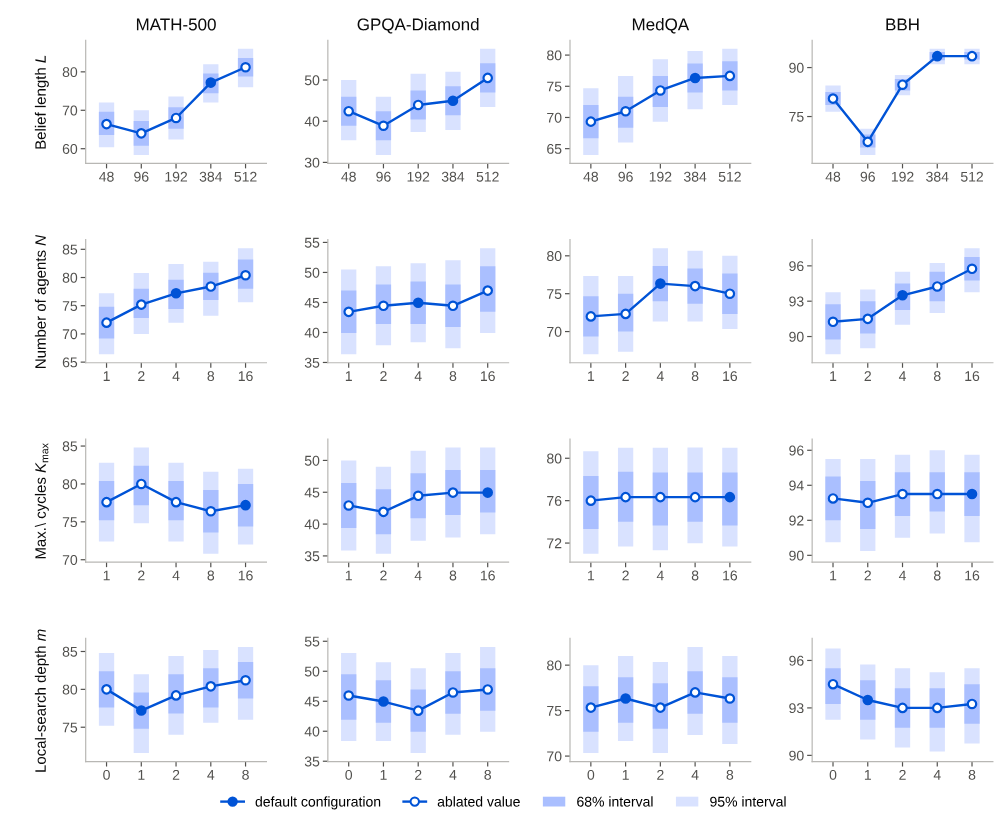 MATH-500 GPQA-Diamond MedQA BBH
Belief length L
80
70
60
48 96 192 384 512
50
40
30
48 96 192 384 512
80
75
70
65
48 96 192 384 512
90
75
48 96 192 384 512
Number of agents N
85
80
75
70
65
1 2 4 8 16
55
50
45
40
35
1 2 4 8 16
80
75
70
1 2 4 8 16
96
93
90
1 2 4 8 16
Max.\ cycles Kmax
85
80
75
70
1 2 4 8 16
50
45
40
35
1 2 4 8 16
80
76
72
1 2 4 8 16
96
94
92
90
1 2 4 8 16
Local-search depth m
85
80
75
0 1 2 4 8
55
50
45
40
35
0 1 2 4 8
80
75
70
0 1 2 4 8
96
93
90
0 1 2 4 8
default configuration ablated value 68% interval 95% interval